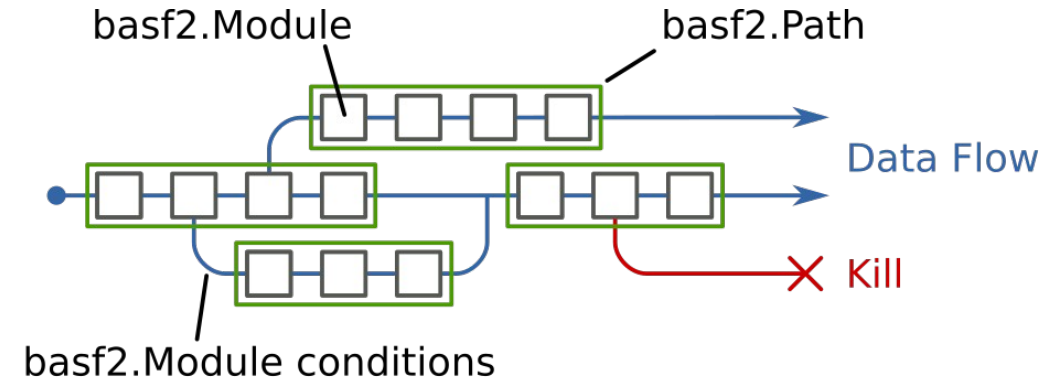 basf2.Module
basf2.Path
Data Flow
Kill
basf2.Module conditions